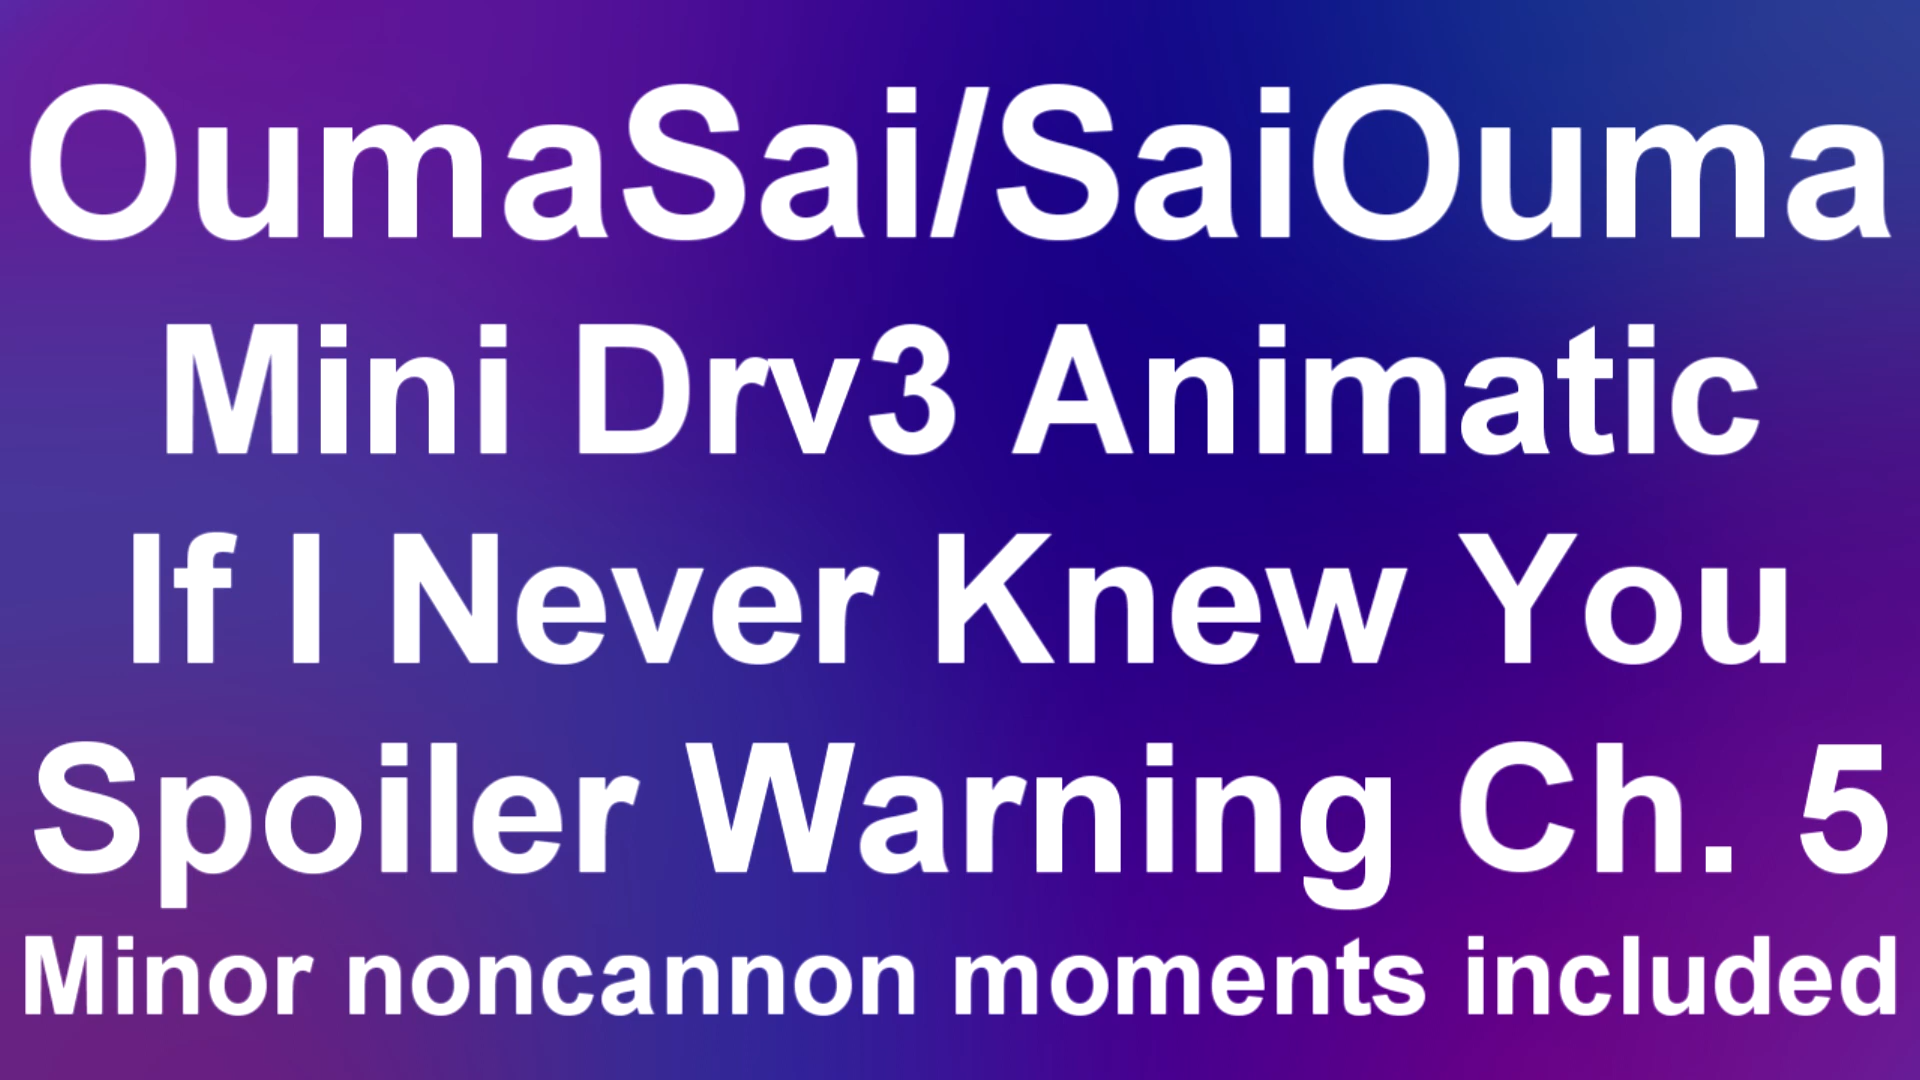 OumaSai/SaiOuma
Mini Drv3 Animatic
If I Never Knew You
Spoiler Warning Ch. 5
Minor noncannon moments included